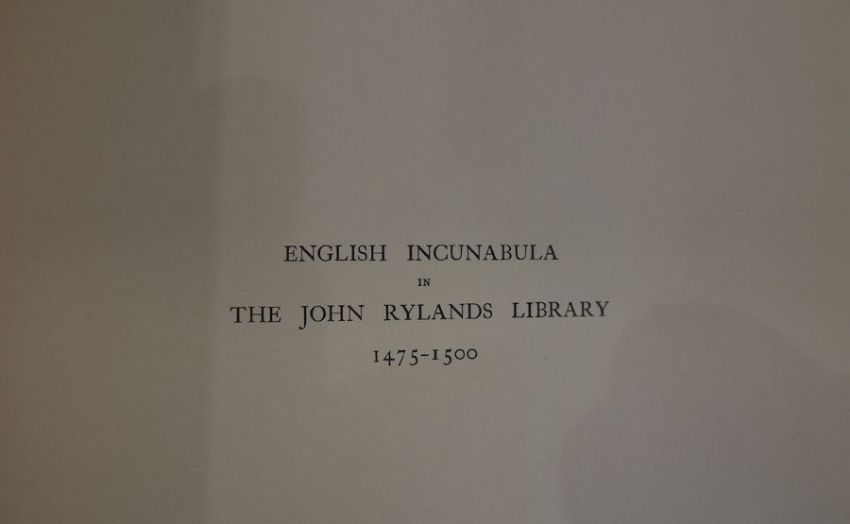 ENGLISH INCUNABULA
IN
THE JOHN RYLANDS LIBRARY
1475-1500